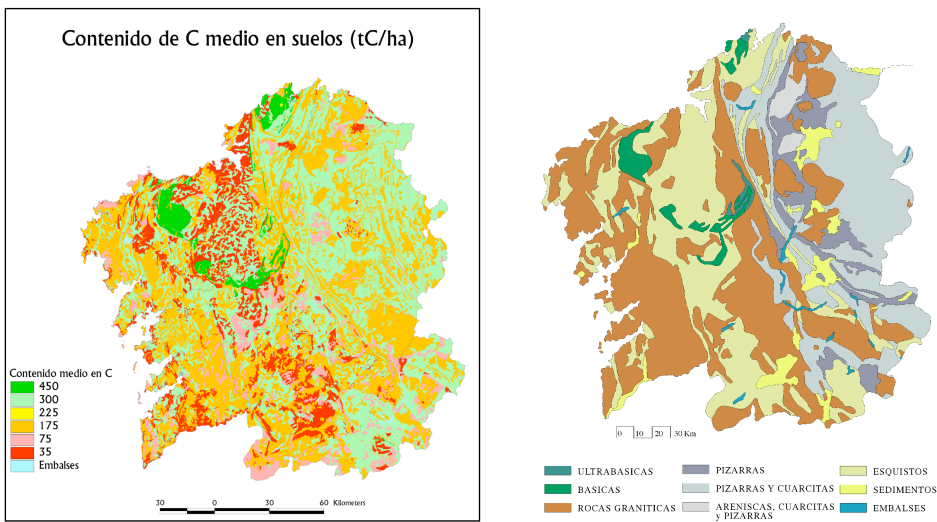 Contenido de C medio en suelos (tC/ha)
Contenido medio en C
450
300
225
175
75
35
Embalses
30 0 30 60 Kilometers
0 10 20 30 Km
ULTRABASICAS
BASICAS
ROCAS GRANITICAS
PIZARRAS
PIZARRAS Y CUARCITAS
ARENISCAS, CUARCITAS
y PIZARRAS
ESQUISTOS
SEDIMENTOS
EMBALSES